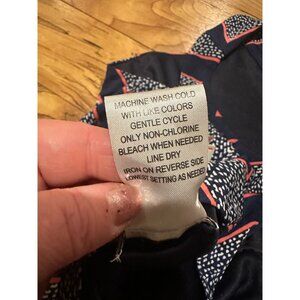 MACHINE WASH COLD
WITH LIKE COLORS
GENTLE CYCLE
ONLY NON-CHLORINE
BLEACH WHEN NEEDED
LINE DRY
IRON ON REVERSE SIDE
LOWEST SETTING AS NEEDED